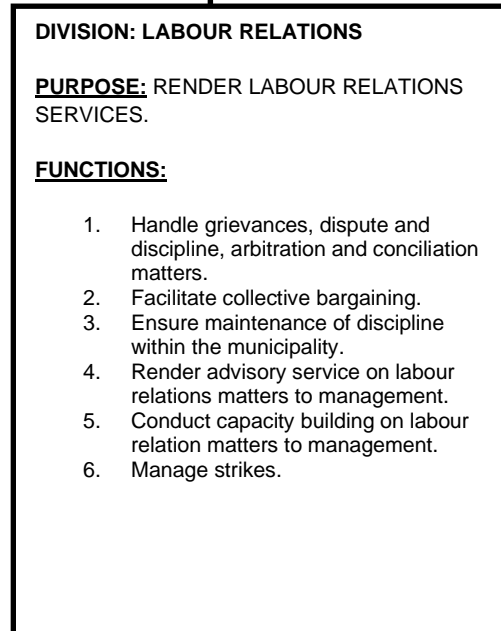 DIVISION: LABOUR RELATIONS
PURPOSE: RENDER LABOUR RELATIONS
SERVICES.
FUNCTIONS:
1. Handle grievances, dispute and
discipline, arbitration and conciliation
matters.
2. Facilitate collective bargaining.
3. Ensure maintenance of discipline
within the municipality.
4. Render advisory service on labour
relations matters to management.
5. Conduct capacity building on labour
relation matters to management.
6. Manage strikes.